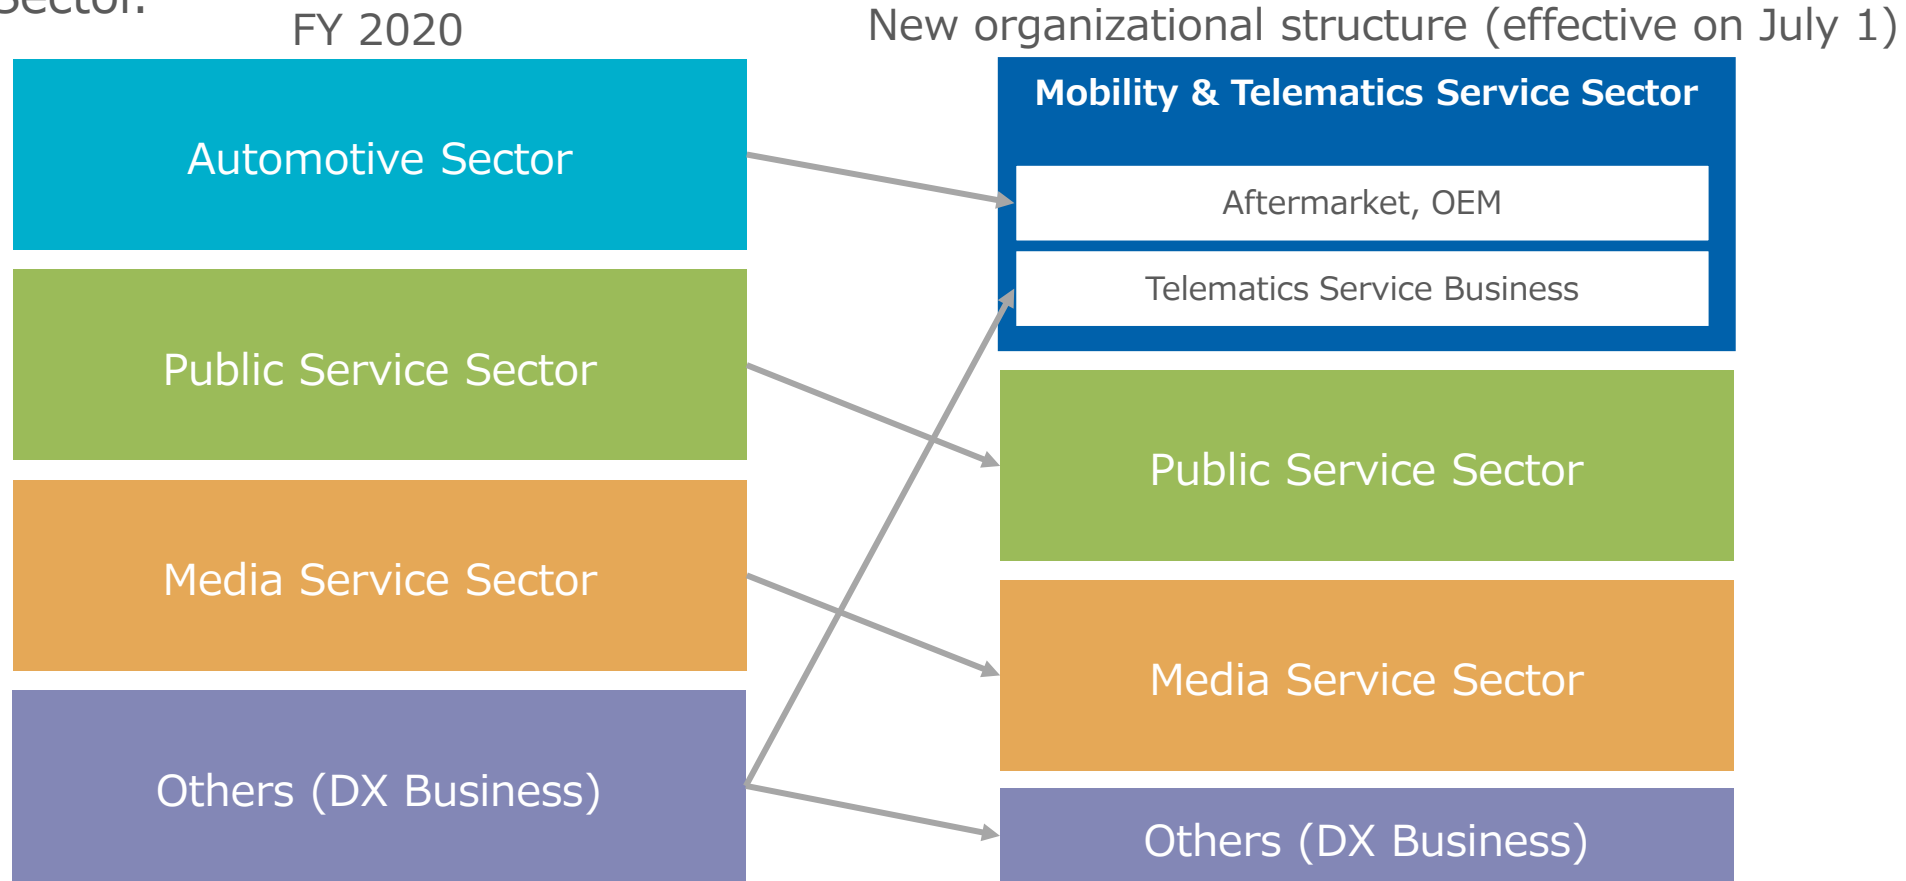 Sector.
FY 2020
New organizational structure (effective on July 1)
Automotive Sector
Public Service Sector
Media Service Sector
Others (DX Business)
Mobility & Telematics Service Sector
Aftermarket, OEM
Telematics Service Business
Public Service Sector
Media Service Sector
Others (DX Business)